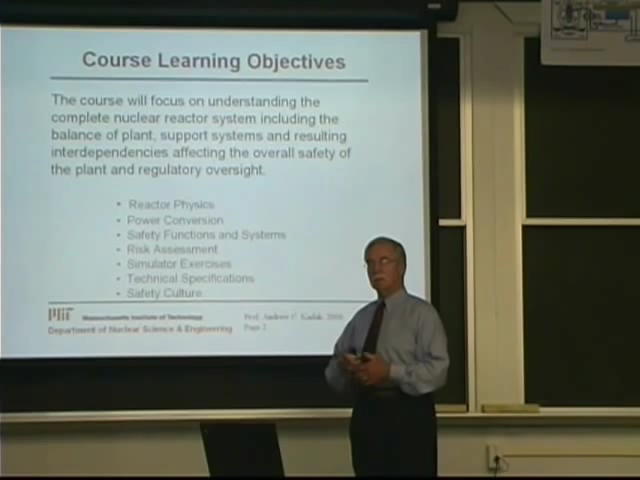 Course Learning Objectives
The course will focus on understanding the
complete nuclear reactor system including the
balance of plant, support systems and resulting
interdependencies affecting the overall safety of
the plant and regulatory oversight.
• Reactor Physics
• Power Conversion
• Safety Functions and Systems
• Risk Assessment
• Simulator Exercises
• Technical Specifications
• Safety Culture
MIT Massachusetts Institute of Technology
Department of Nuclear Science & Engineering
Prof. Andrew C. Kadak, 2008
Page 2